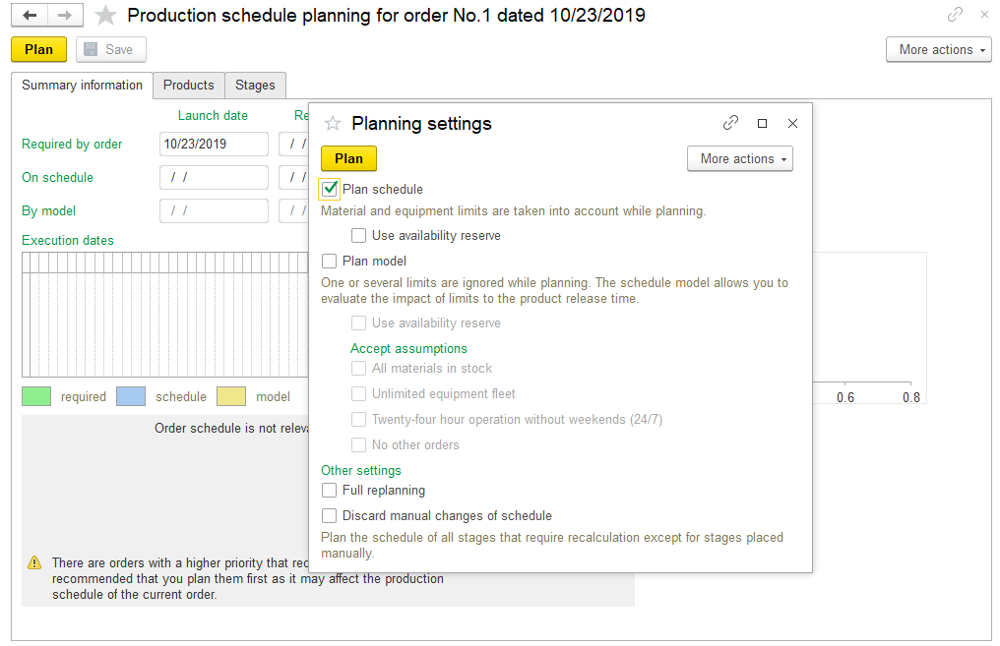 Production schedule planning for order No.1 dated 10/23/2019
Plan
Save
More actions
Summary information
Products
Stages
Launch date
Re
Required by order
10/23/2019
/ /
On schedule
/ /
/ /
By model
/ /
/ /
Execution dates
required
schedule
model
0.6
0.8
Order schedule is not releva
There are orders with a higher priority that rec
recommended that you plan them first as it may affect the production
schedule of the current order.
Planning settings
Plan
More actions
Plan schedule
Material and equipment limits are taken into account while planning.
Use availability reserve
Plan model
One or several limits are ignored while planning. The schedule model allows you to
evaluate the impact of limits to the product release time.
Use availability reserve
Accept assumptions
All materials in stock
Unlimited equipment fleet
Twenty-four hour operation without weekends (24/7)
No other orders
Other settings
Full replanning
Discard manual changes of schedule
Plan the schedule of all stages that require recalculation except for stages placed
manually.